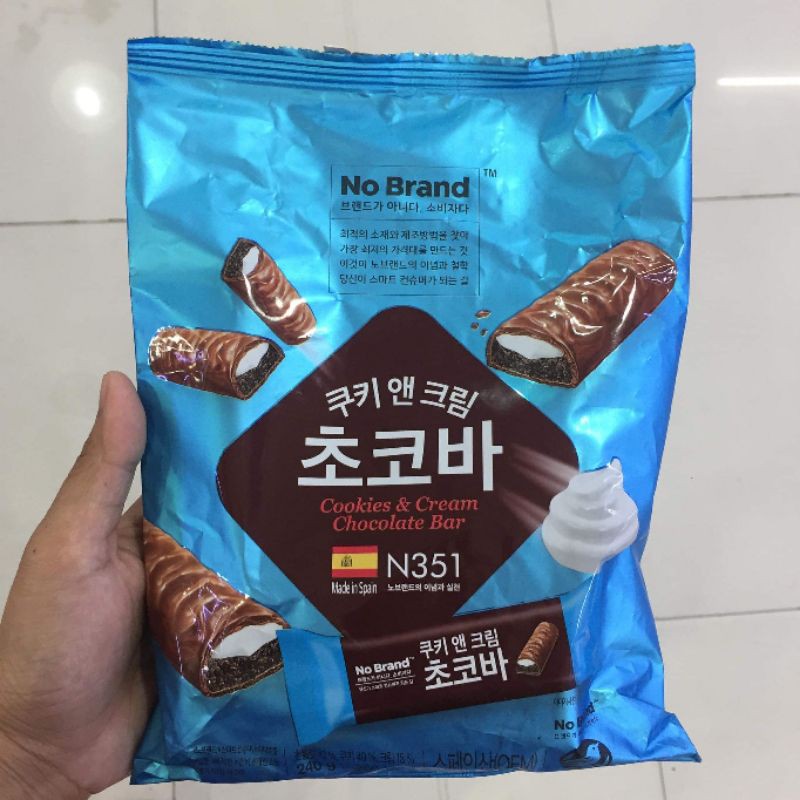 No Brand™
브랜드가 아니다. 소비자다
최적의 소재와 제조방법을 찾아
가장 최저의 가격대를 만드는 것
이것이 노브랜드의 이념과 철학
당신이 스마트 컨슈머가 되는 길
쿠키 앤 크림
초코바
Cookies & Cream
Chocolate Bar
Made in Spain
N351
노브랜드의 이념과 실천
No Brand™
쿠키 앤 크림
초코바
No Brand
240 g
스페인산(OEM)